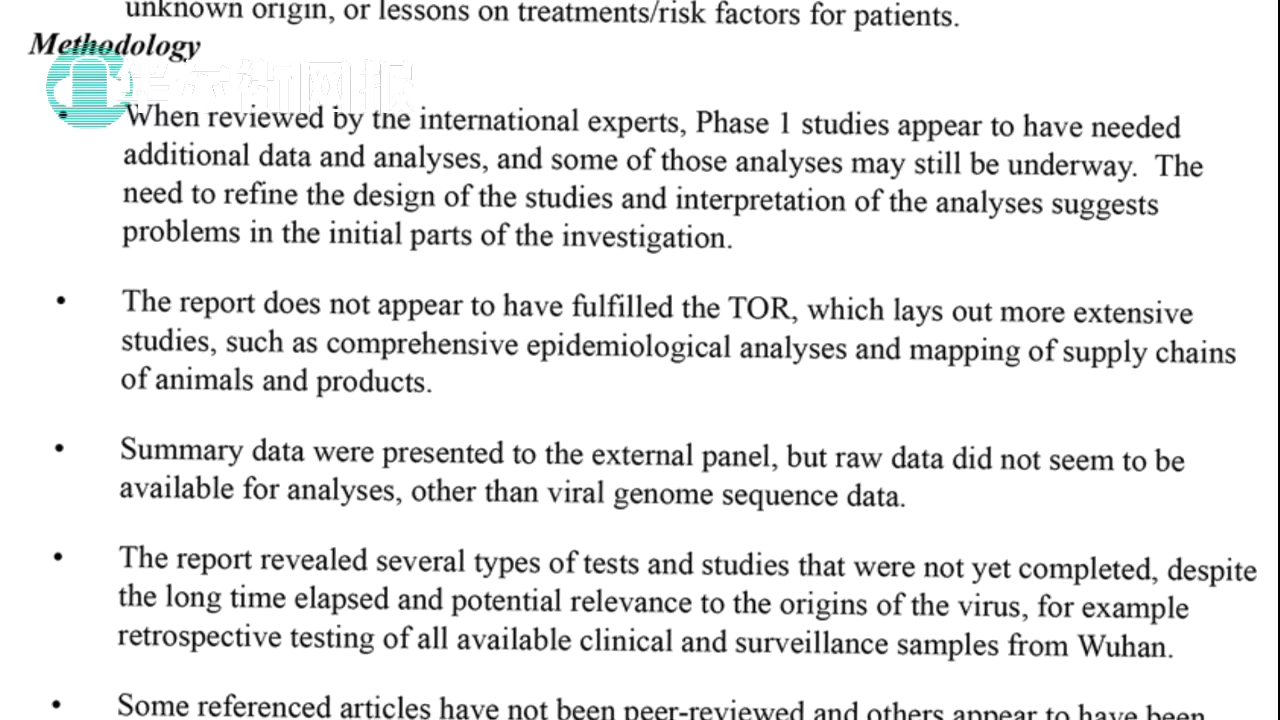 unknown origin, or lessons on treatments/risk factors for patients.
Methodology
• When reviewed by the international experts, Phase 1 studies appear to have needed
additional data and analyses, and some of those analyses may still be underway. The
need to refine the design of the studies and interpretation of the analyses suggests
problems in the initial parts of the investigation.
• The report does not appear to have fulfilled the TOR, which lays out more extensive
studies, such as comprehensive epidemiological analyses and mapping of supply chains
of animals and products.
• Summary data were presented to the external panel, but raw data did not seem to be
available for analyses, other than viral genome sequence data.
• The report revealed several types of tests and studies that were not yet completed, despite
the long time elapsed and potential relevance to the origins of the virus, for example
retrospective testing of all available clinical and surveillance samples from Wuhan.
• Some referenced articles have not been peer-reviewed and others appear to have been